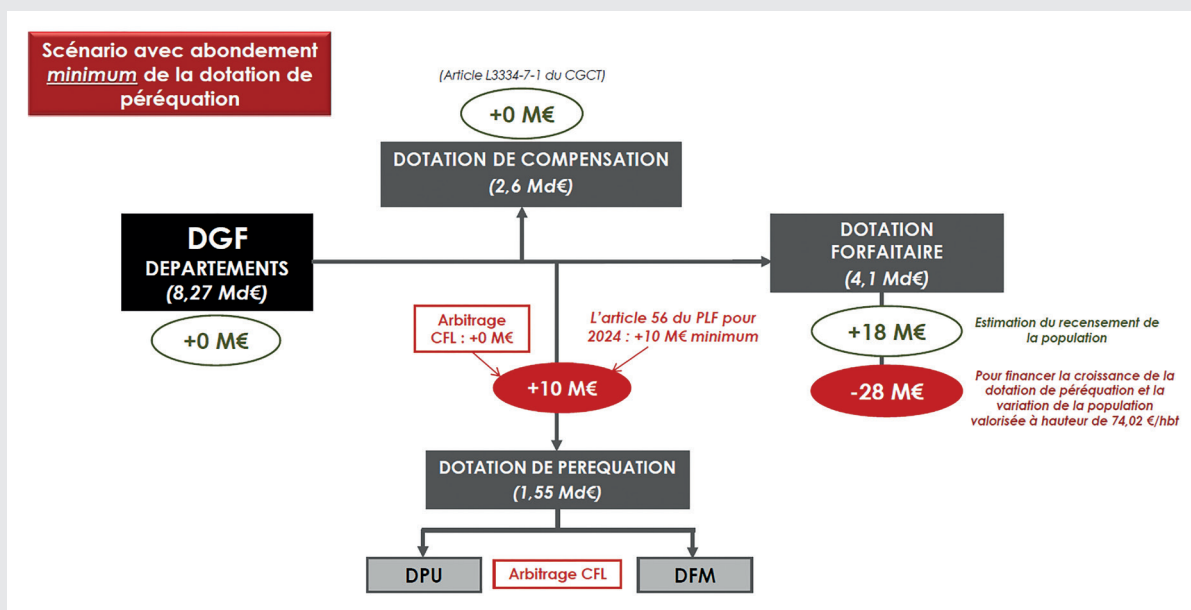 Scénario avec abondement
minimum de la dotation de
péréquation
(Article L3334-7-1 du CGCT)
+0 M€
DOTATION DE COMPENSATION
(2,6 Md€)
DGF
DEPARTEMENTS
(8,27 Md€)
+0 M€
DOTATION
FORFAITAIRE
(4,1 Md€)
+18 M€
Estimation du recensement de
la population
-28 M€
Pour financer la croissance de la
dotation de péréquation et la
variation de la population
valorisée à hauteur de 74,02 €/hbt
Arbitrage
CFL : +0 M€
L'article 56 du PLF pour
2024 : +10 M€ minimum
+10 M€
DOTATION DE PEREQUATION
(1,55 Md€)
DPU
Arbitrage CFL
DFM